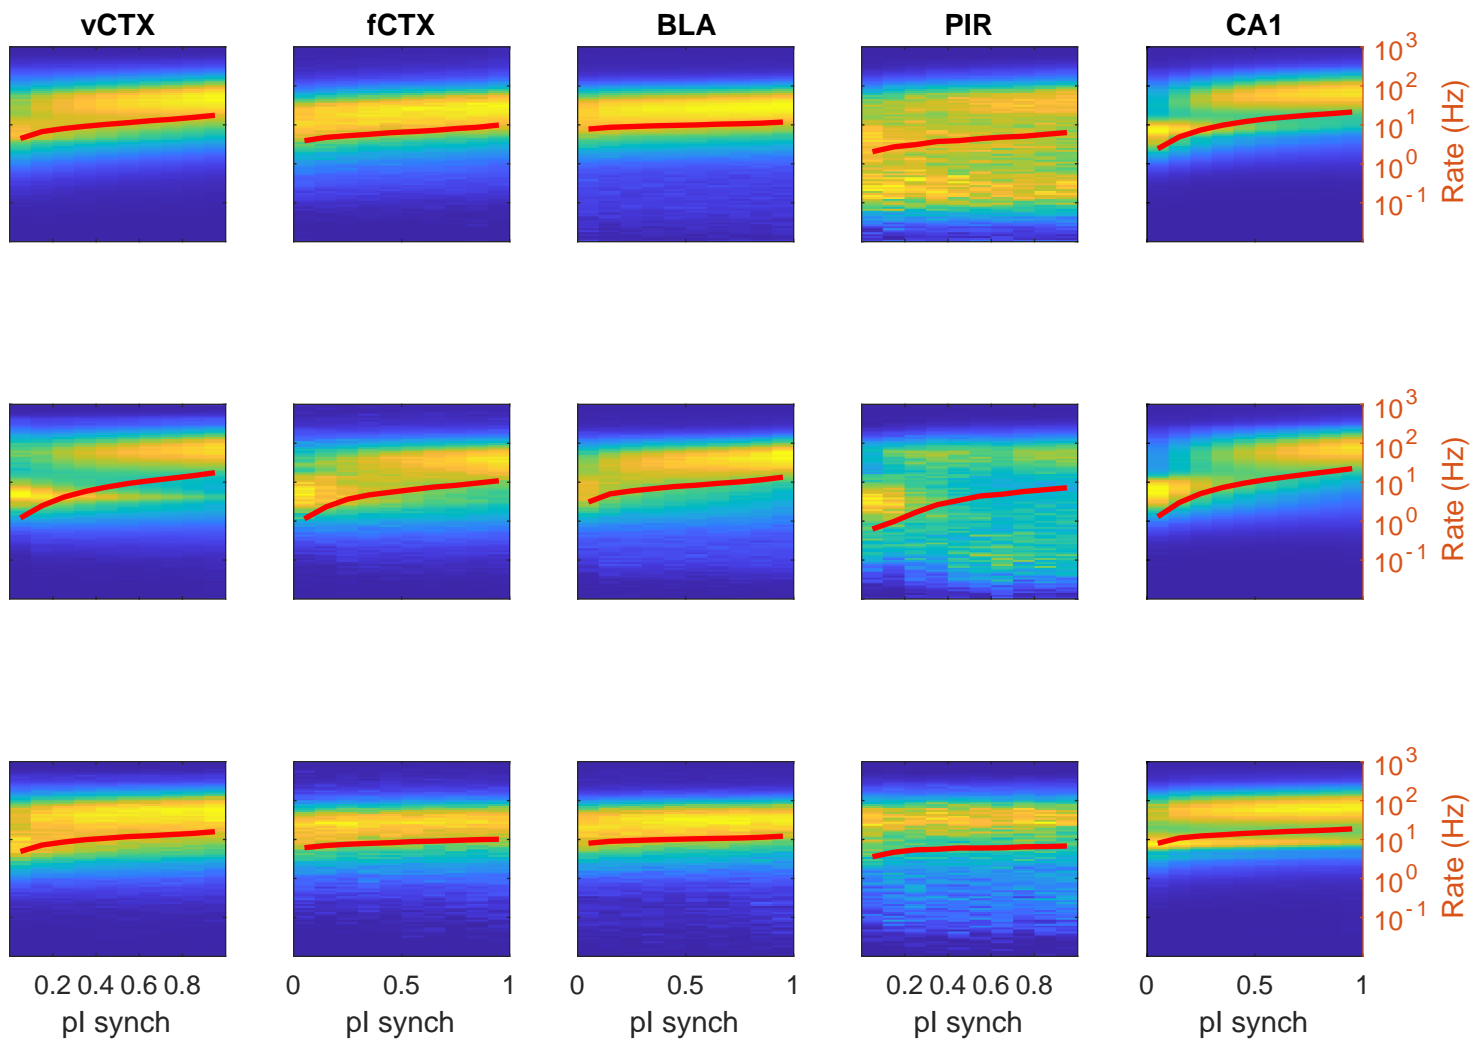 vCTX fCTX BLA PIR CA1
10^3
10^2
10^1
10^0
10^-1
Rate (Hz)
10^3
10^2
10^1
10^0
10^-1
Rate (Hz)
10^3
10^2
10^1
10^0
10^-1
Rate (Hz)
0.2 0.4 0.6 0.8 0 0.5 1 0 0.5 1 0.2 0.4 0.6 0.8 0 0.5 1
pI synch pI synch pI synch pI synch pI synch